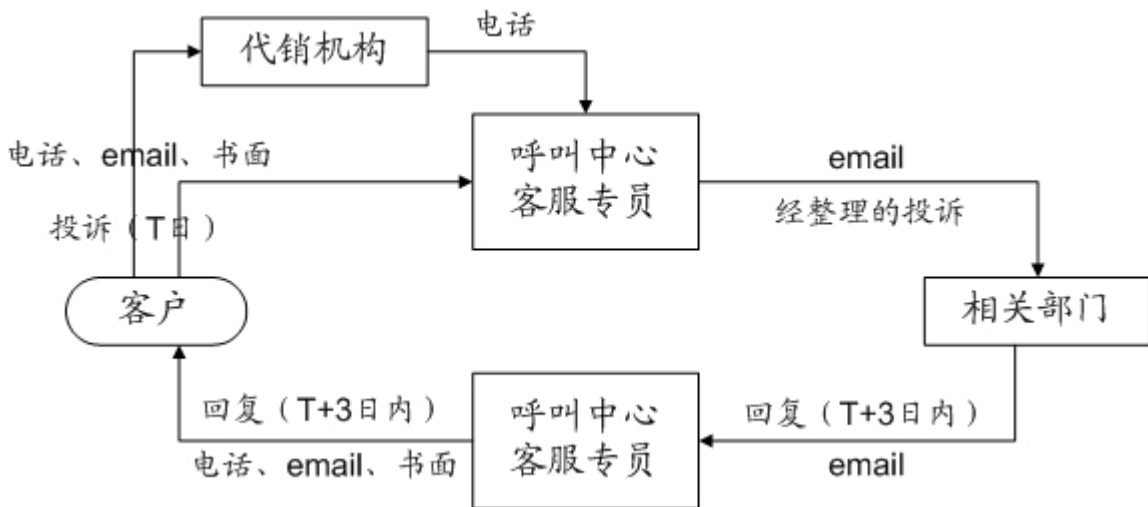 代销机构
电话
电话、email、书面
投诉（T日）
呼叫中心
客服专员
email
经整理的投诉
客户
相关部门
回复（T+3日内）
电话、email、书面
呼叫中心
客服专员
回复（T+3日内）
email